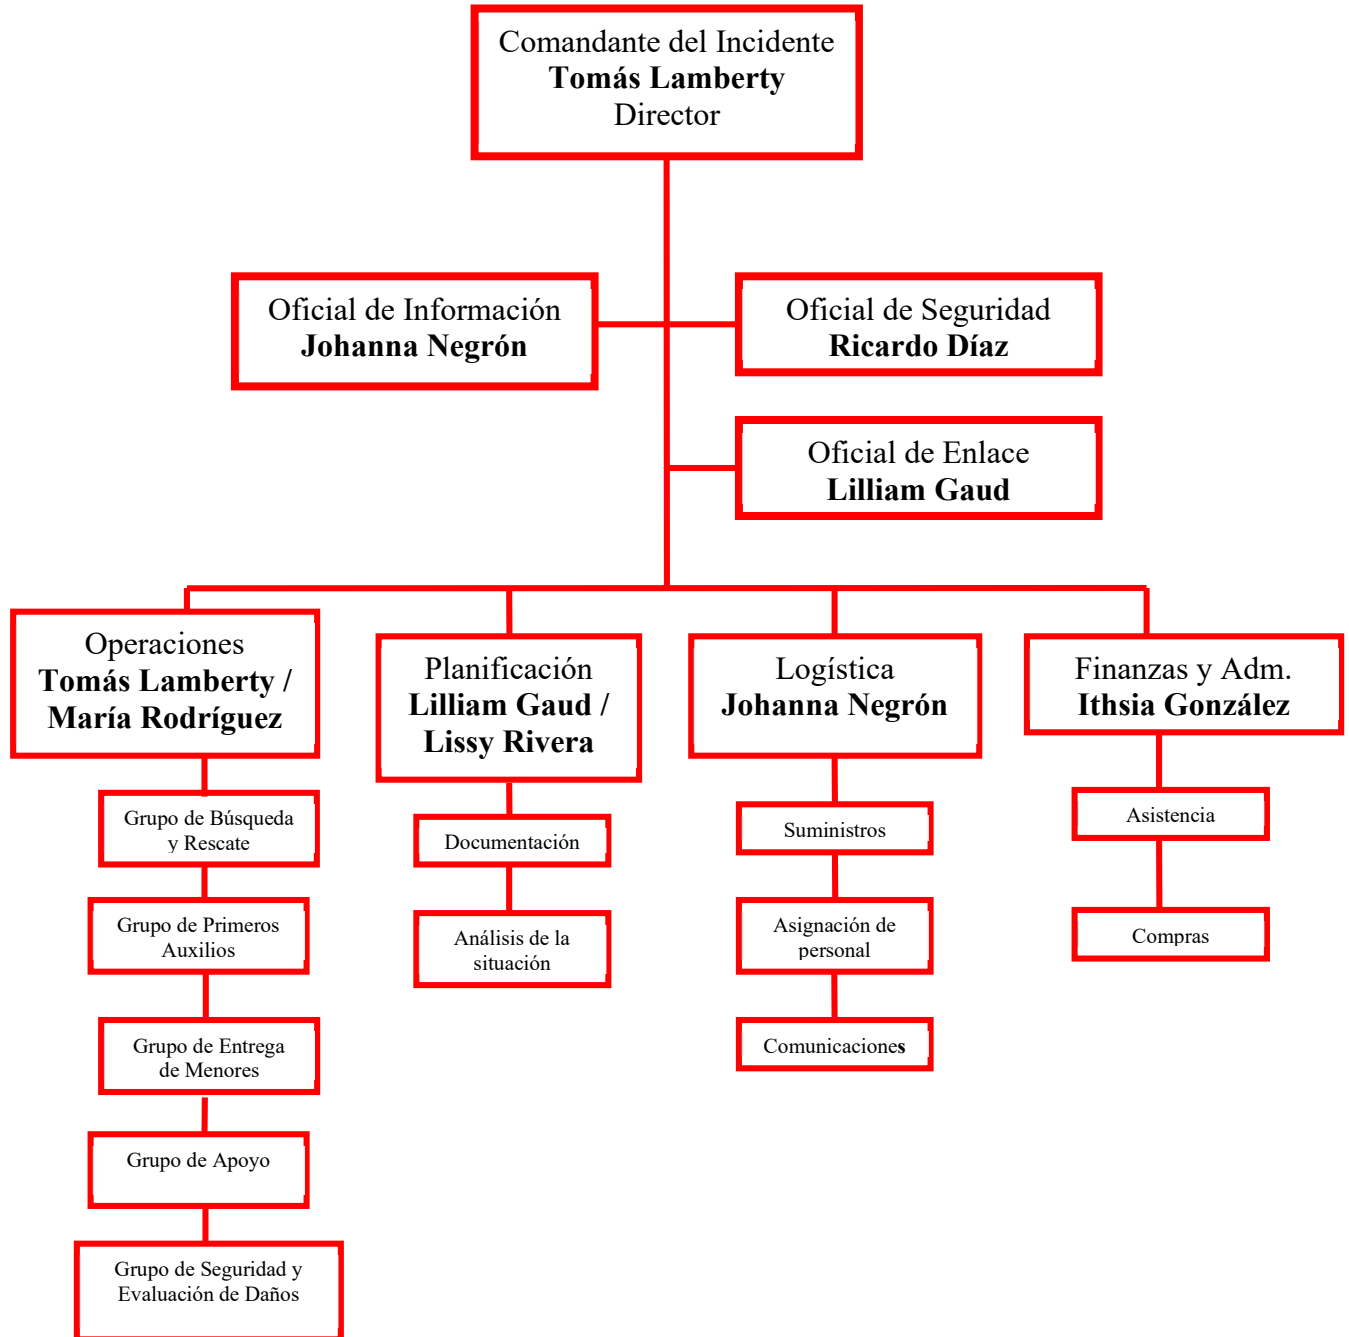 Comandante del Incidente
Tomás Lamberty
Director
Oficial de Información
Johanna Negrón
Oficial de Seguridad
Ricardo Díaz
Oficial de Enlace
Lilliam Gaud
Operaciones
Tomás Lamberty /
María Rodríguez
Planificación
Lilliam Gaud /
Lissy Rivera
Logística
Johanna Negrón
Finanzas y Adm.
Ithsia González
Grupo de Búsqueda
y Rescate
Grupo de Primeros
Auxilios
Grupo de Entrega
de Menores
Grupo de Apoyo
Grupo de Seguridad y
Evaluación de Daños
Documentación
Análisis de la
situación
Suministros
Asignación de
personal
Comunicaciones
Asistencia
Compras